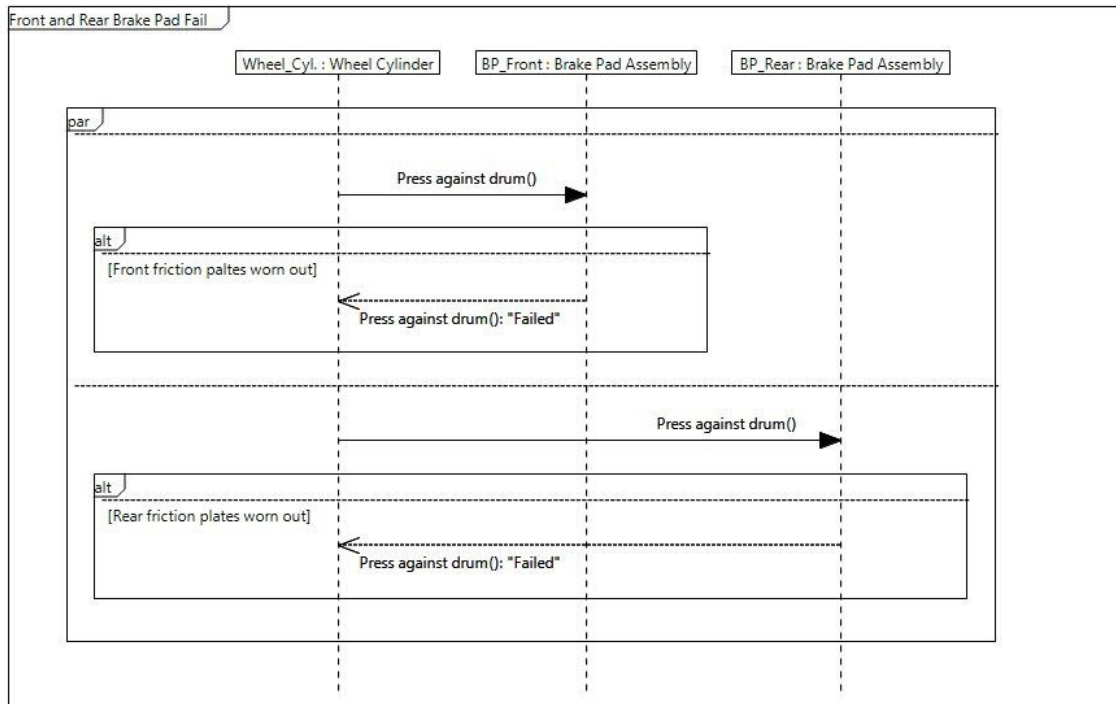 Front and Rear Brake Pad Fail
Wheel_Cyl. : Wheel Cylinder
BP_Front : Brake Pad Assembly
BP_Rear : Brake Pad Assembly
par
Press against drum()
alt
[Front friction paltes worn out]
Press against drum(): "Failed"
Press against drum()
alt
[Rear friction plates worn out]
Press against drum(): "Failed"